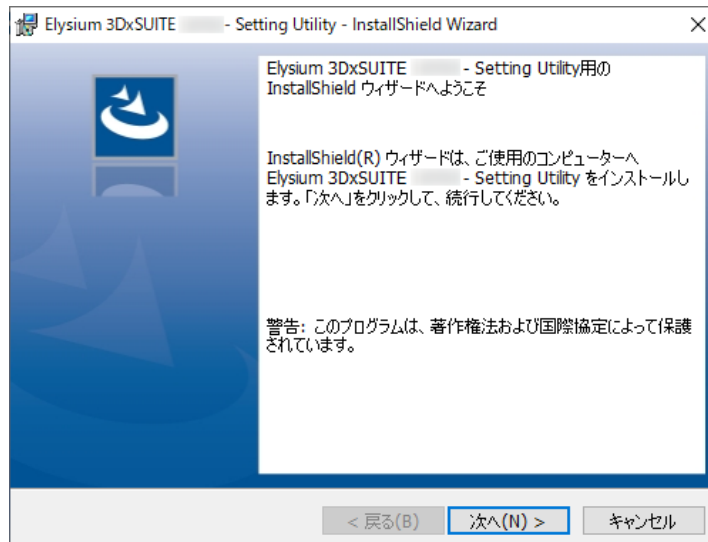 Elysium 3DxSUITE - Setting Utility - InstallShield Wizard
Elysium 3DxSUITE - Setting Utility用の
InstallShield ウィザードへようこそ
InstallShield(R) ウィザードは、ご使用のコンピューターへ
Elysium 3DxSUITE - Setting Utility をインストールし
ます。「次へ」をクリックして、続行してください。
警告: このプログラムは、著作権法および国際協定によって保護
されています。
< 戻る(B)
次へ(N) >
キャンセル